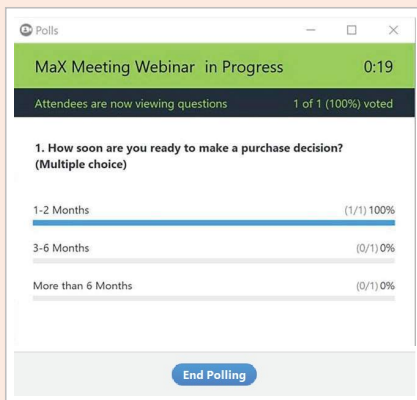 Polls
MaX Meeting Webinar in Progress 0:19
Attendees are now viewing questions 1 of 1 (100%) voted
1. How soon are you ready to make a purchase decision?
(Multiple choice)
1-2 Months (1/1) 100%
3-6 Months (0/1) 0%
More than 6 Months (0/1) 0%
End Polling